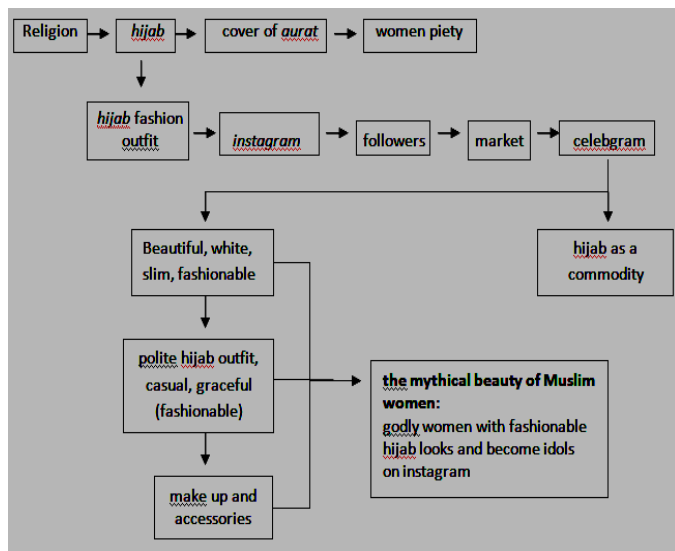 Religion
hijab
cover of aurat
women piety
hijab fashion
outfit
instagram
followers
market
celebgram
Beautiful, white,
slim, fashionable
hijab as a
commodity
polite hijab outfit,
casual, graceful
(fashionable)
the mythical beauty of Muslim
women:
godly women with fashionable
hijab looks and become idols
on instagram
make up and
accessories